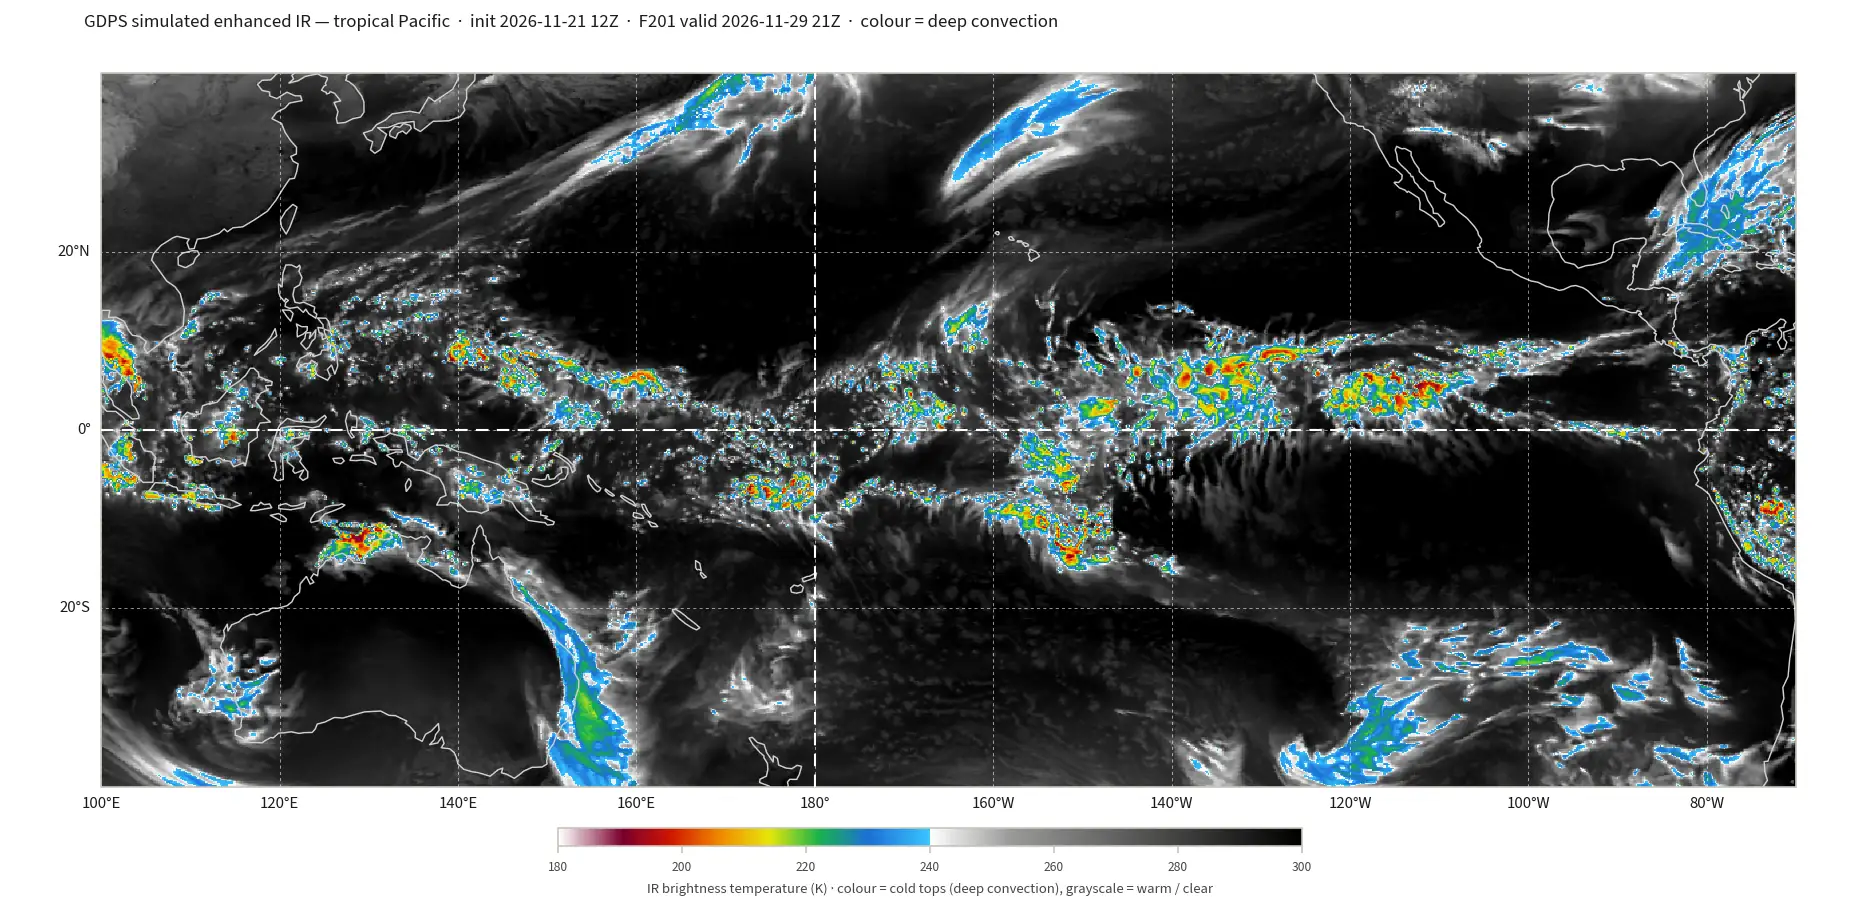 GDPS simulated enhanced IR — tropical Pacific · init 2026-11-21 12Z · F201 valid 2026-11-29 21Z · colour = deep convection
20°N
0°
20°S
100°E 120°E 140°E 160°E 180° 160°W 140°W 120°W 100°W 80°W
180 200 220 240 260 280 300
IR brightness temperature (K) · colour = cold tops (deep convection), grayscale = warm / clear